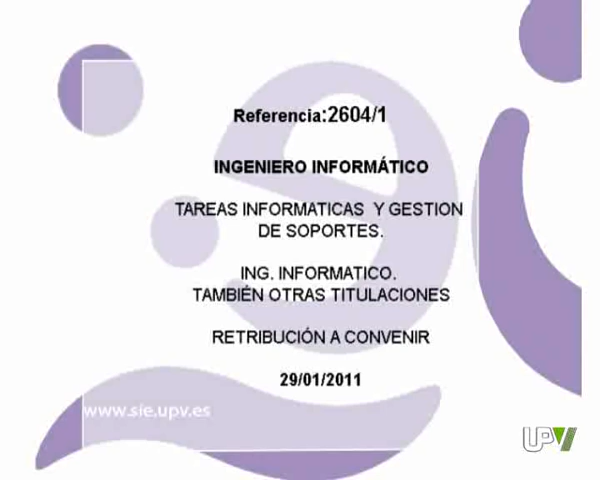 Referencia:2604/1
INGENIERO INFORMÁTICO
TAREAS INFORMATICAS Y GESTION
DE SOPORTES.
ING. INFORMATICO.
TAMBIÉN OTRAS TITULACIONES
RETRIBUCIÓN A CONVENIR
29/01/2011
www.sie.upv.es
UPV